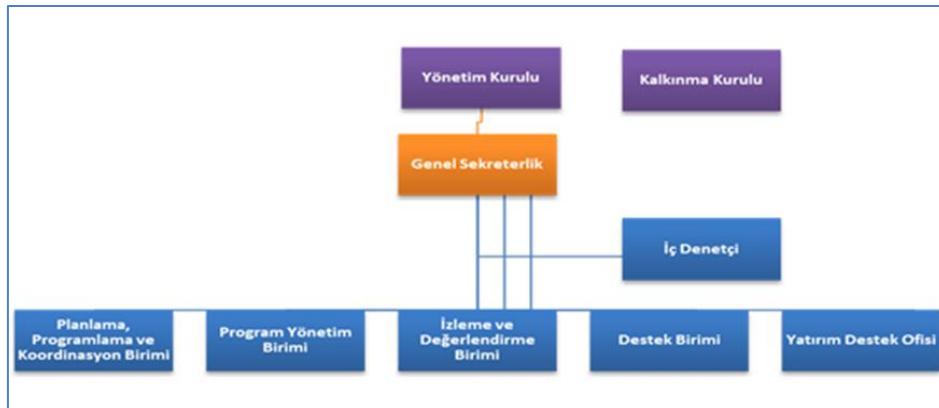 Yönetim Kurulu
Kalkınma Kurulu
Genel Sekreterlik
İç Denetçi
Planlama,
Programlama ve
Koordinasyon Birimi
Program Yönetim
Birimi
İzleme ve
Değerlendirme
Birimi
Destek Birimi
Yatırım Destek Ofisi